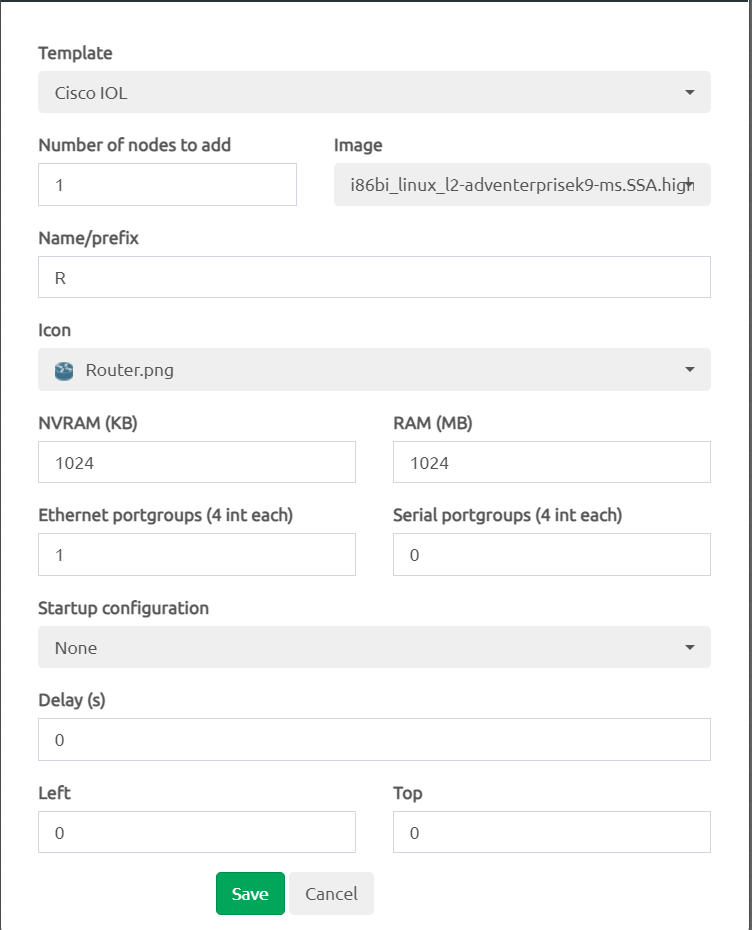 Template
Cisco IOL
Number of nodes to add
Image
1
i86bi_linux_l2-adventerprisek9-ms.SSA.high
Name/prefix
R
Icon
Router.png
NVRAM (KB)
RAM (MB)
1024
1024
Ethernet portgroups (4 int each)
Serial portgroups (4 int each)
1
0
Startup configuration
None
Delay (s)
0
Left
Top
0
0
Save
Cancel